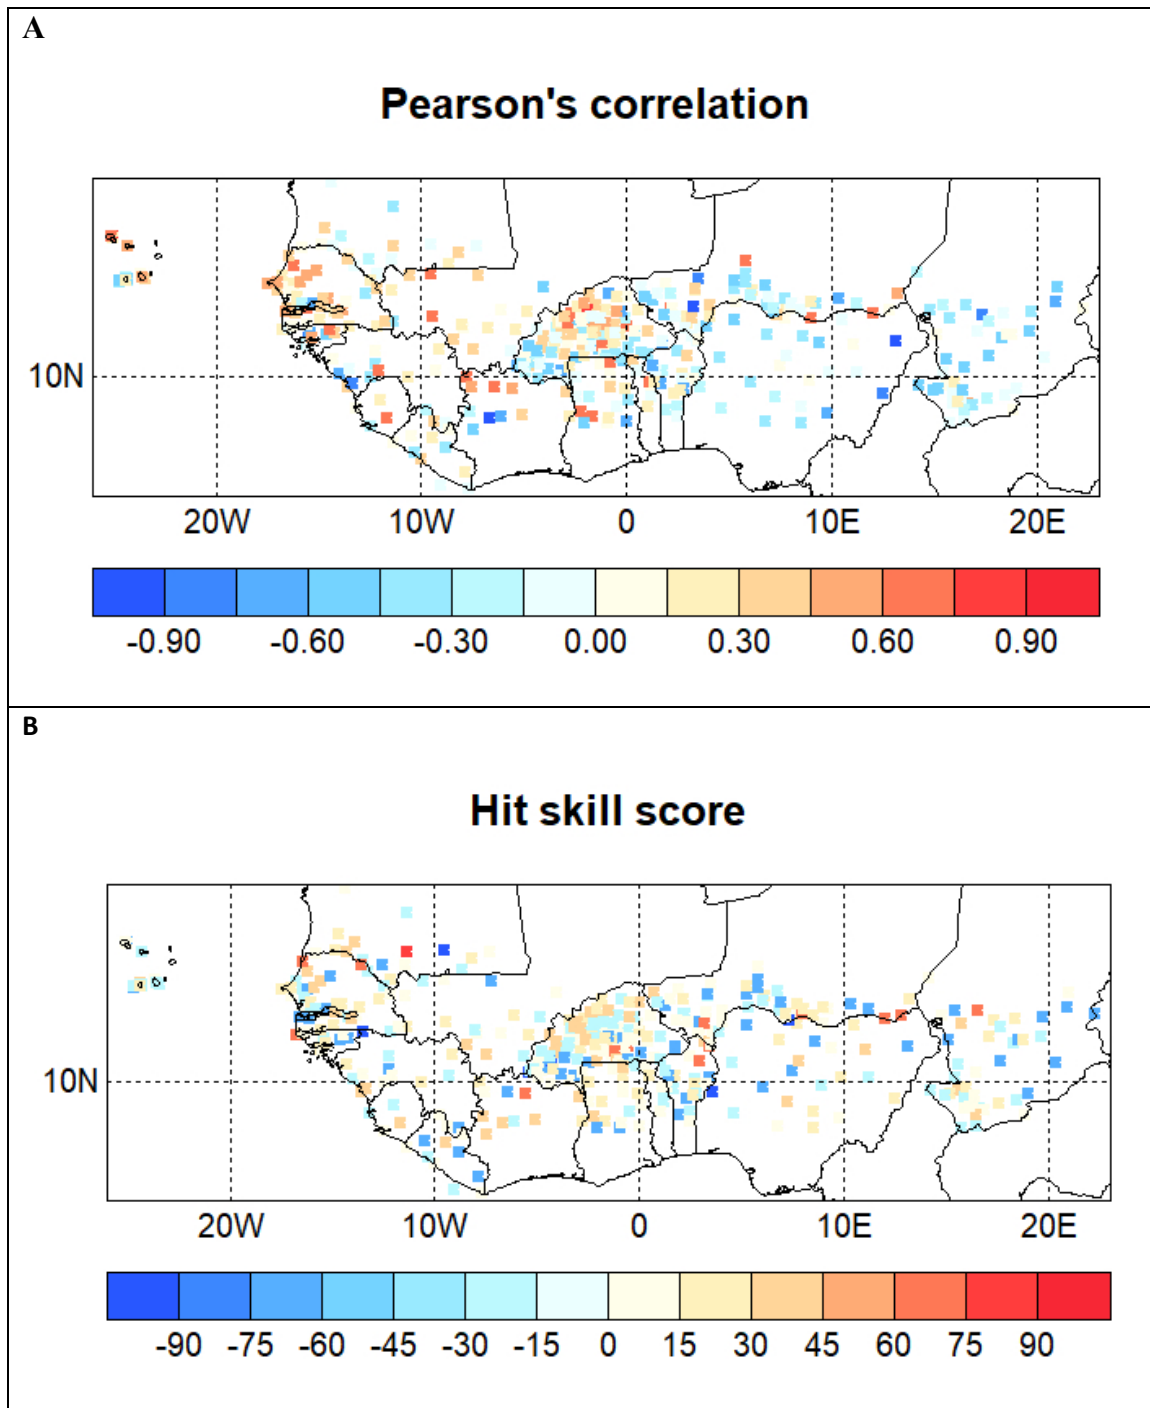 A
Pearson's correlation
10N
20W 10W 0 10E 20E
-0.90 -0.60 -0.30 0.00 0.30 0.60 0.90
B
Hit skill score
10N
20W 10W 0 10E 20E
-90 -75 -60 -45 -30 -15 0 15 30 45 60 75 90